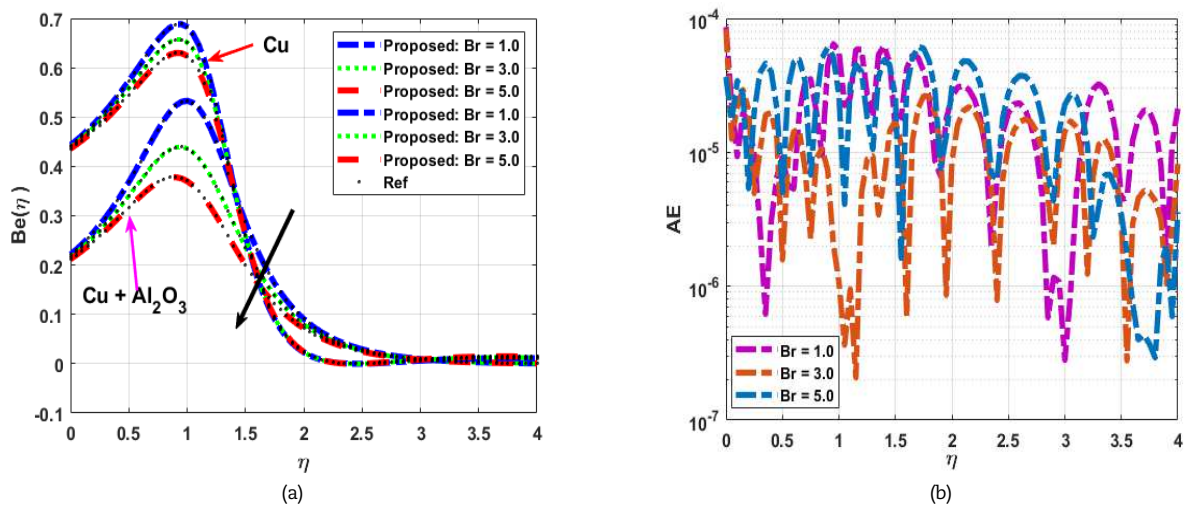 0.7
0.6
0.5
0.4
0.3
0.2
0.1
0
-0.1
Be(η )
0
0.5
1
1.5
2
2.5
3
3.5
4
η
Cu
Cu + Al2O3
Proposed: Br = 1.0
Proposed: Br = 3.0
Proposed: Br = 5.0
Proposed: Br = 1.0
Proposed: Br = 3.0
Proposed: Br = 5.0
Ref
(a)
10-4
10-5
10-6
10-7
AE
0
0.5
1
1.5
2
2.5
3
3.5
4
η
Br = 1.0
Br = 3.0
Br = 5.0
(b)